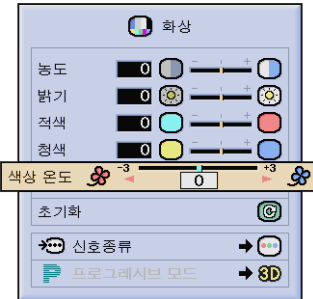 화상
농도 0 - +
밝기 0 - +
적색 0 - +
청색 0 - +
색상 온도 -3 0 +3
초기화
신호종류
프로그레시브 모드 3D